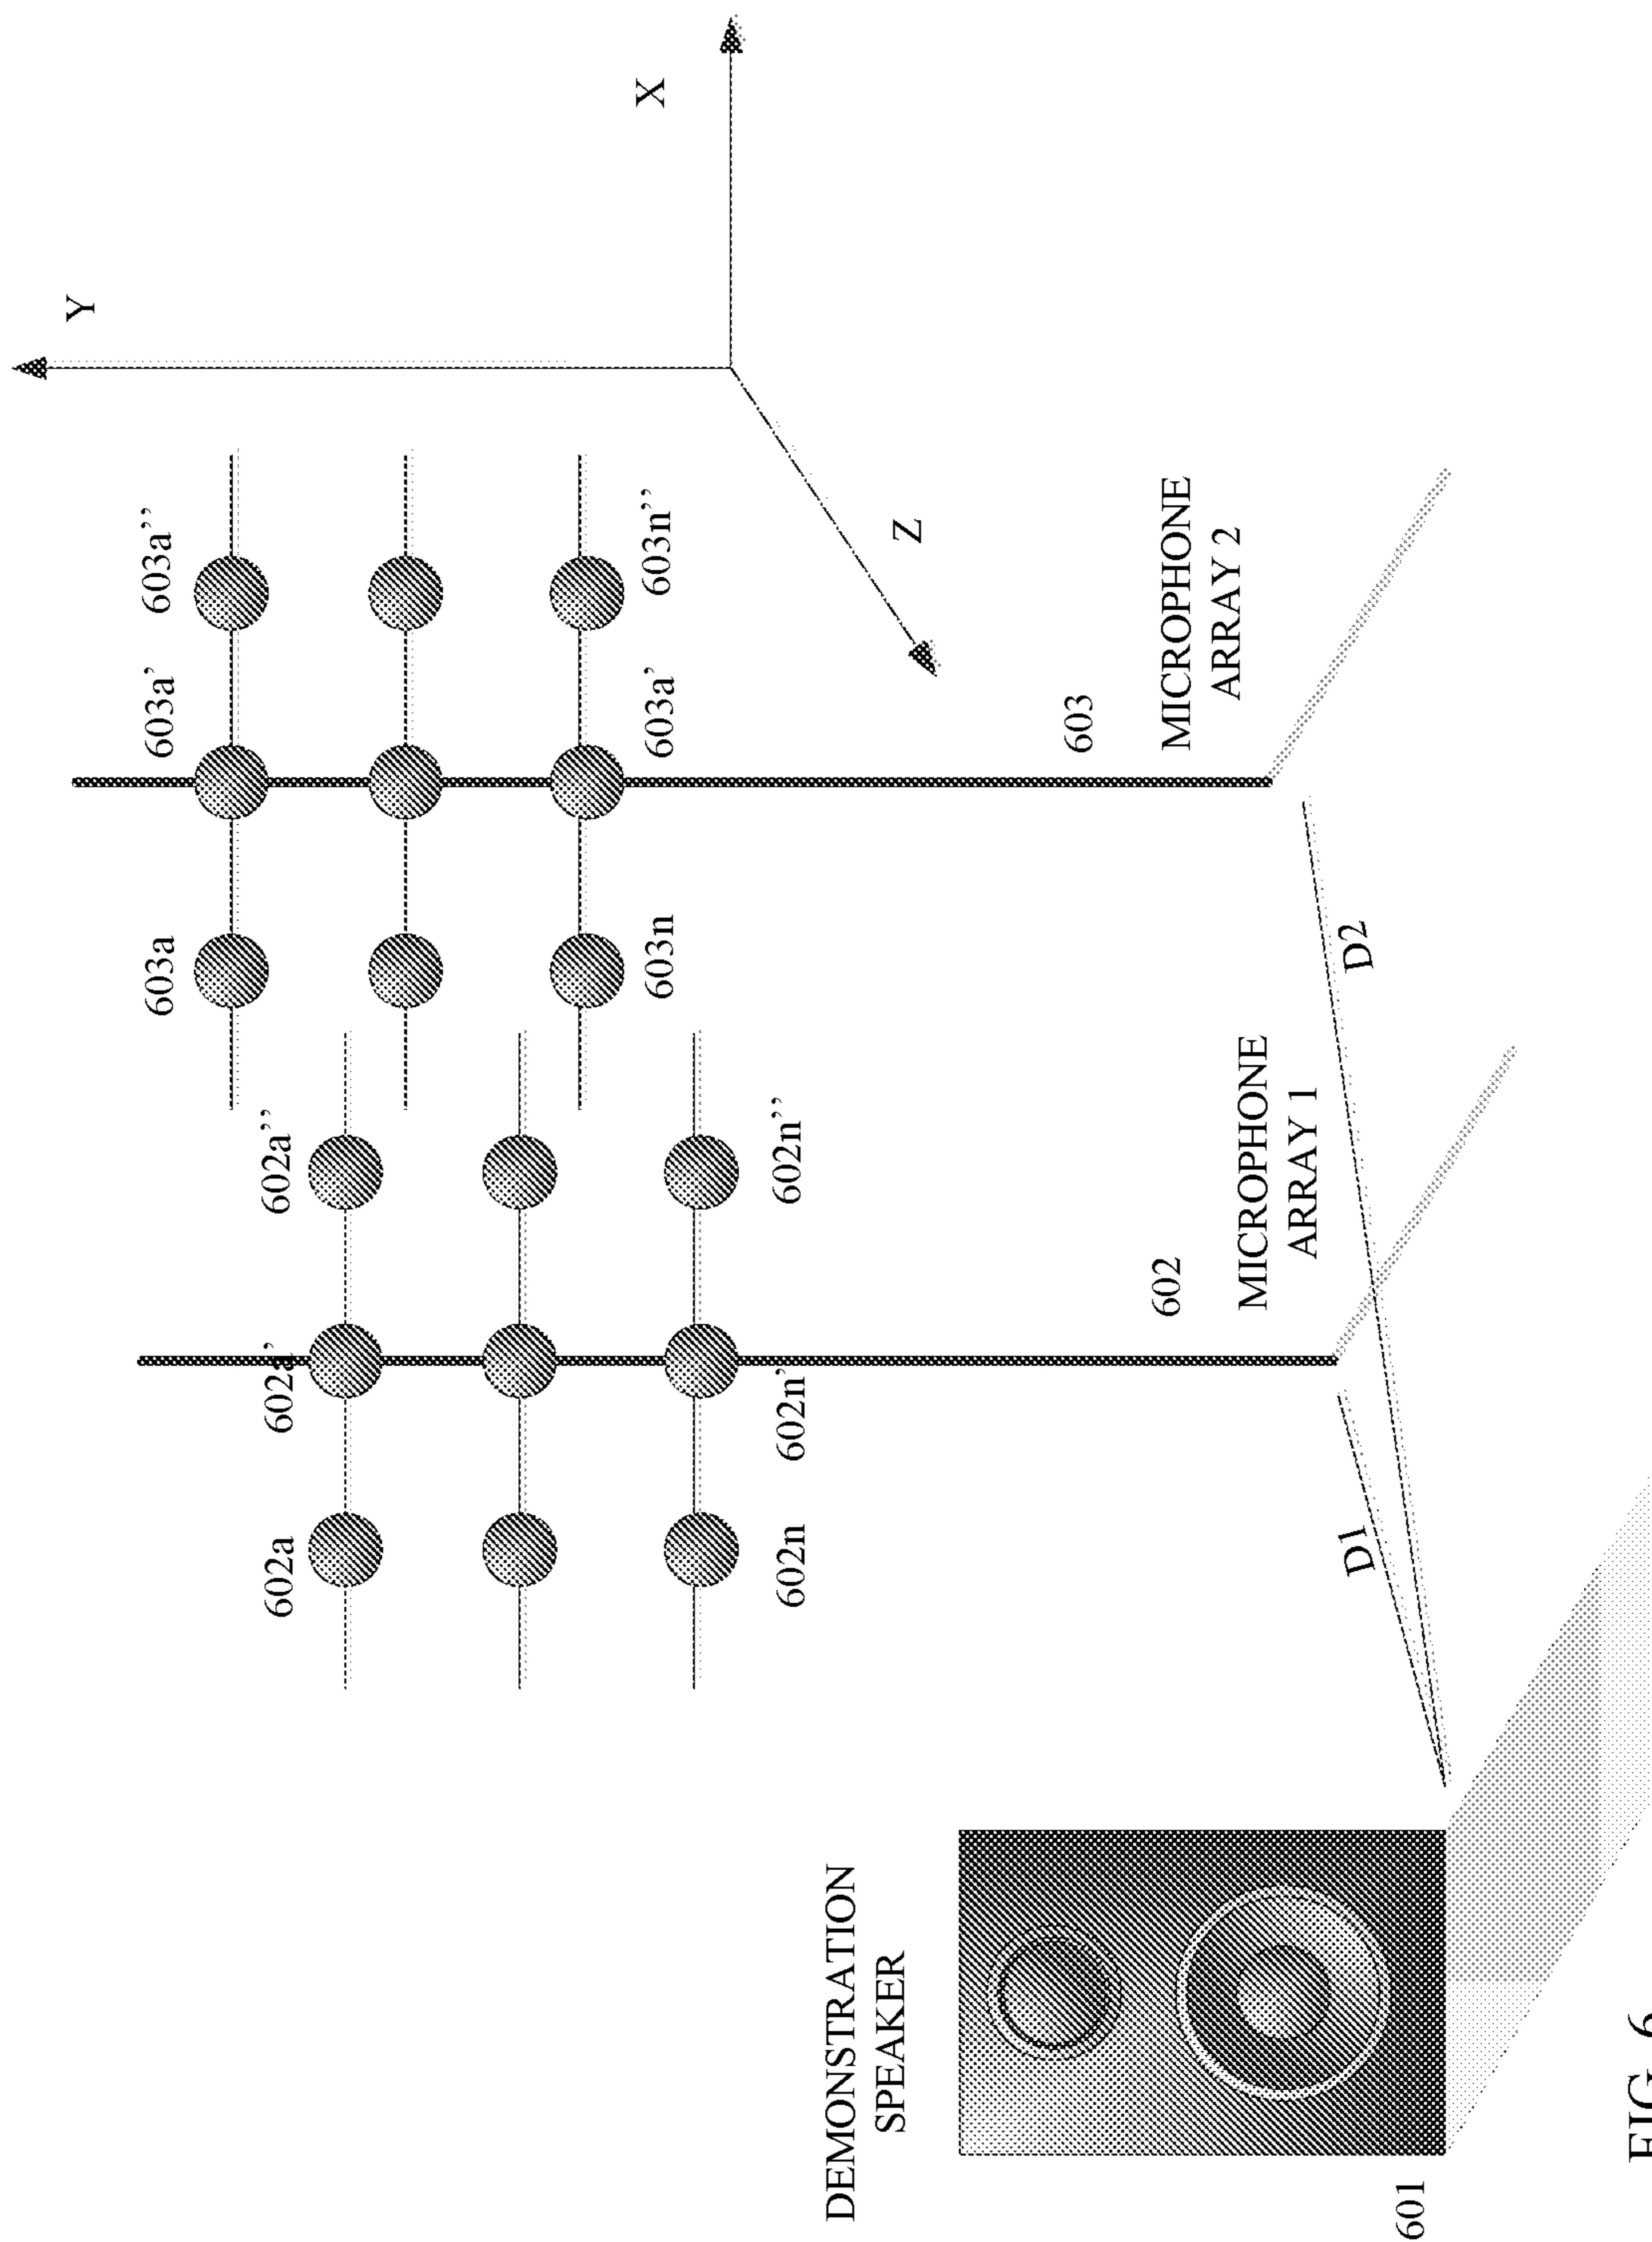 Y
X
Z
603a
603a'
603a''
603n
603a'
603n''
602a
602a'
602a''
602n
602n'
602n''
603
MICROPHONE
ARRAY 2
602
MICROPHONE
ARRAY 1
D2
D1
DEMONSTRATION
SPEAKER
601
FIG. 6